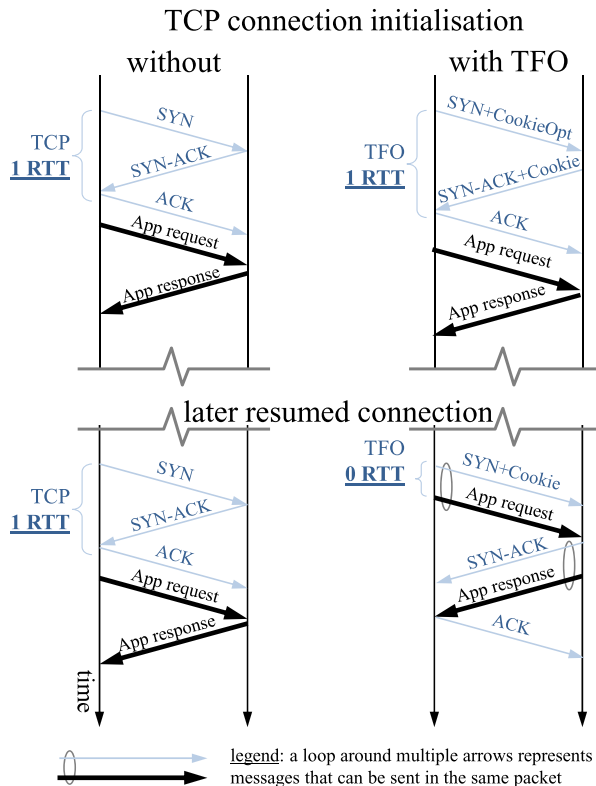 TCP connection initialisation
without
with TFO
SYN
TCP
1 RTT
SYN-ACK
ACK
App request
App response
SYN+CookieOpt
TFO
1 RTT
SYN-ACK+Cookie
ACK
App request
App response
later resumed connection
SYN
TCP
1 RTT
SYN-ACK
ACK
App request
App response
time
TFO
0 RTT
SYN+Cookie
App request
SYN-ACK
App response
ACK
legend: a loop around multiple arrows represents
messages that can be sent in the same packet